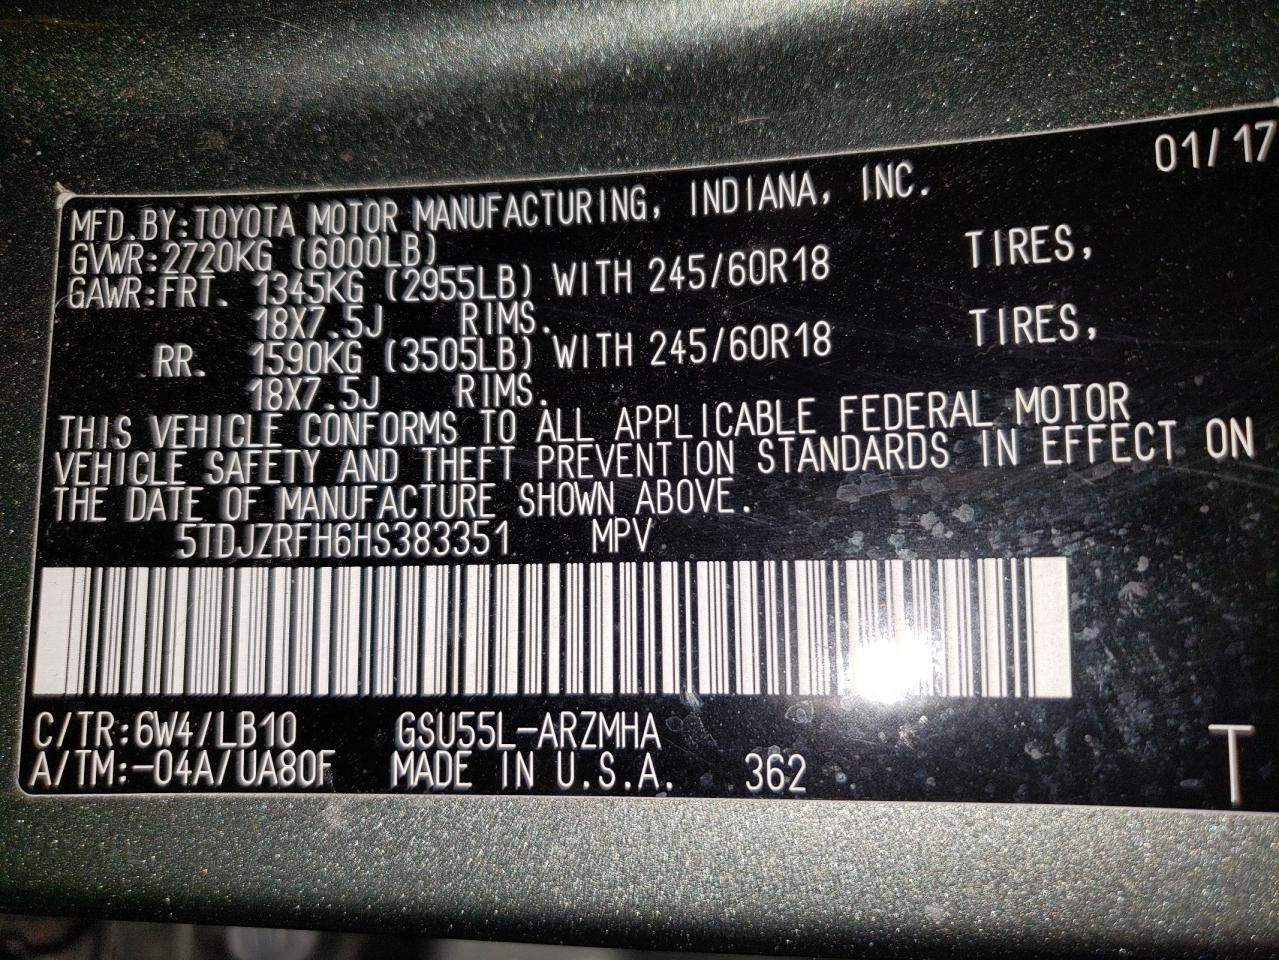 01/17
MFD.BY:TOYOTA MOTOR MANUFACTURING, INDIANA, INC.
GVWR:2720KG (6000LB)
GAWR:FRT. 1345KG (2955LB) WITH 245/60R18 TIRES,
18X7.5J RIMS.
RR. 1590KG (3505LB) WITH 245/60R18 TIRES,
18X7.5J RIMS.
THIS VEHICLE CONFORMS TO ALL APPLICABLE FEDERAL MOTOR
VEHICLE SAFETY AND THEFT PREVENTION STANDARDS IN EFFECT ON
THE DATE OF MANUFACTURE SHOWN ABOVE.
5TDJZRFH6HS383351 MPV
C/TR:6W4/LB10 GSU55L-ARZMHA
A/TM:-04A/UA80F MADE IN U.S.A. 362
T